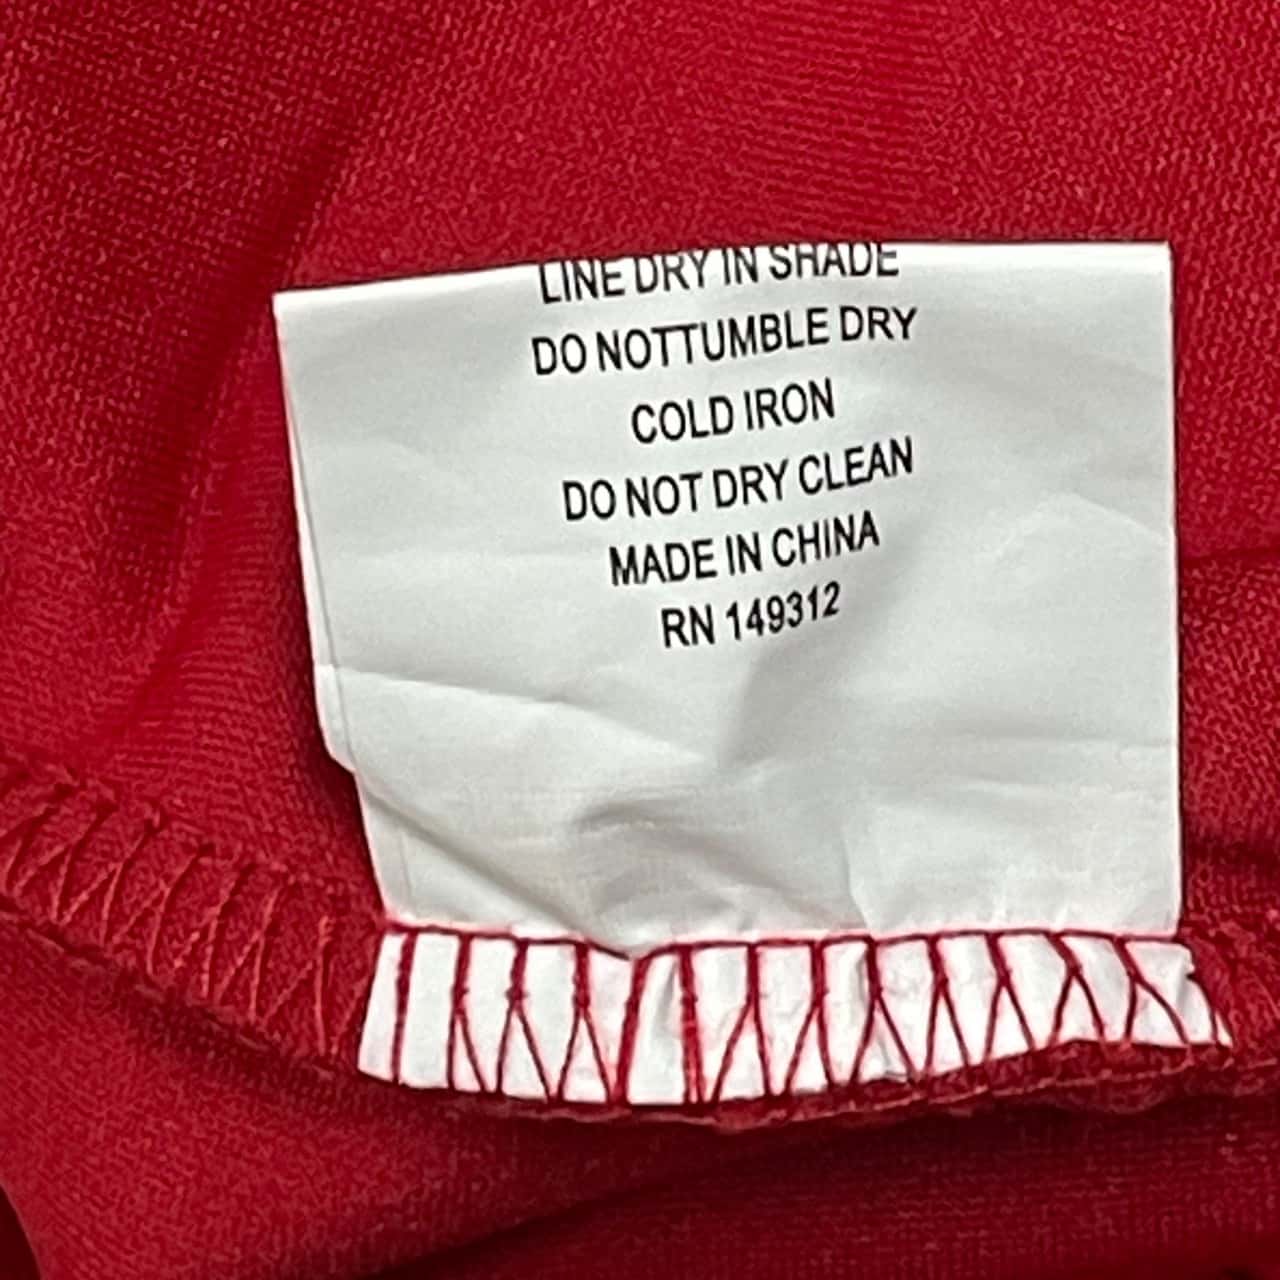 LINE DRY IN SHADE
DO NOTTUMBLE DRY
COLD IRON
DO NOT DRY CLEAN
MADE IN CHINA
RN 149312